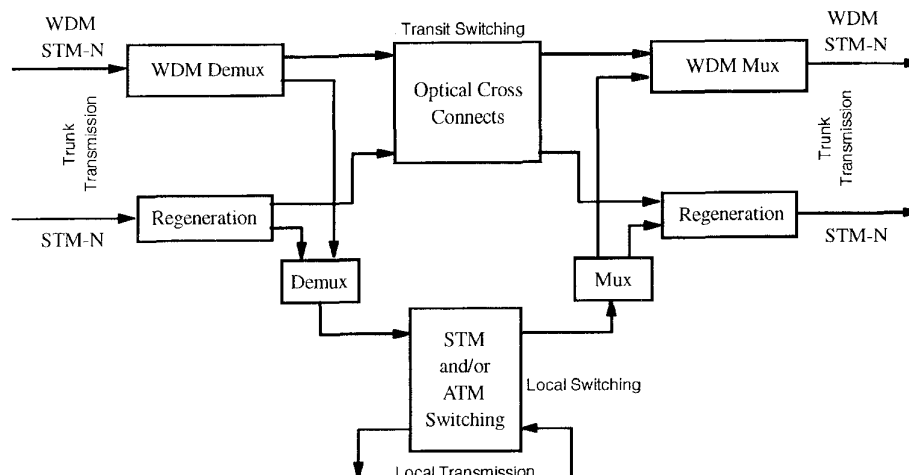 WDM
STM-N
Transit Switching
WDM
STM-N
WDM Demux
Optical Cross
Connects
WDM Mux
Trunk
Transmission
Trunk
Transmission
Regeneration
STM-N
Regeneration
STM-N
Demux
Mux
STM
and/or
ATM
Switching
Local Switching
Local Transmission